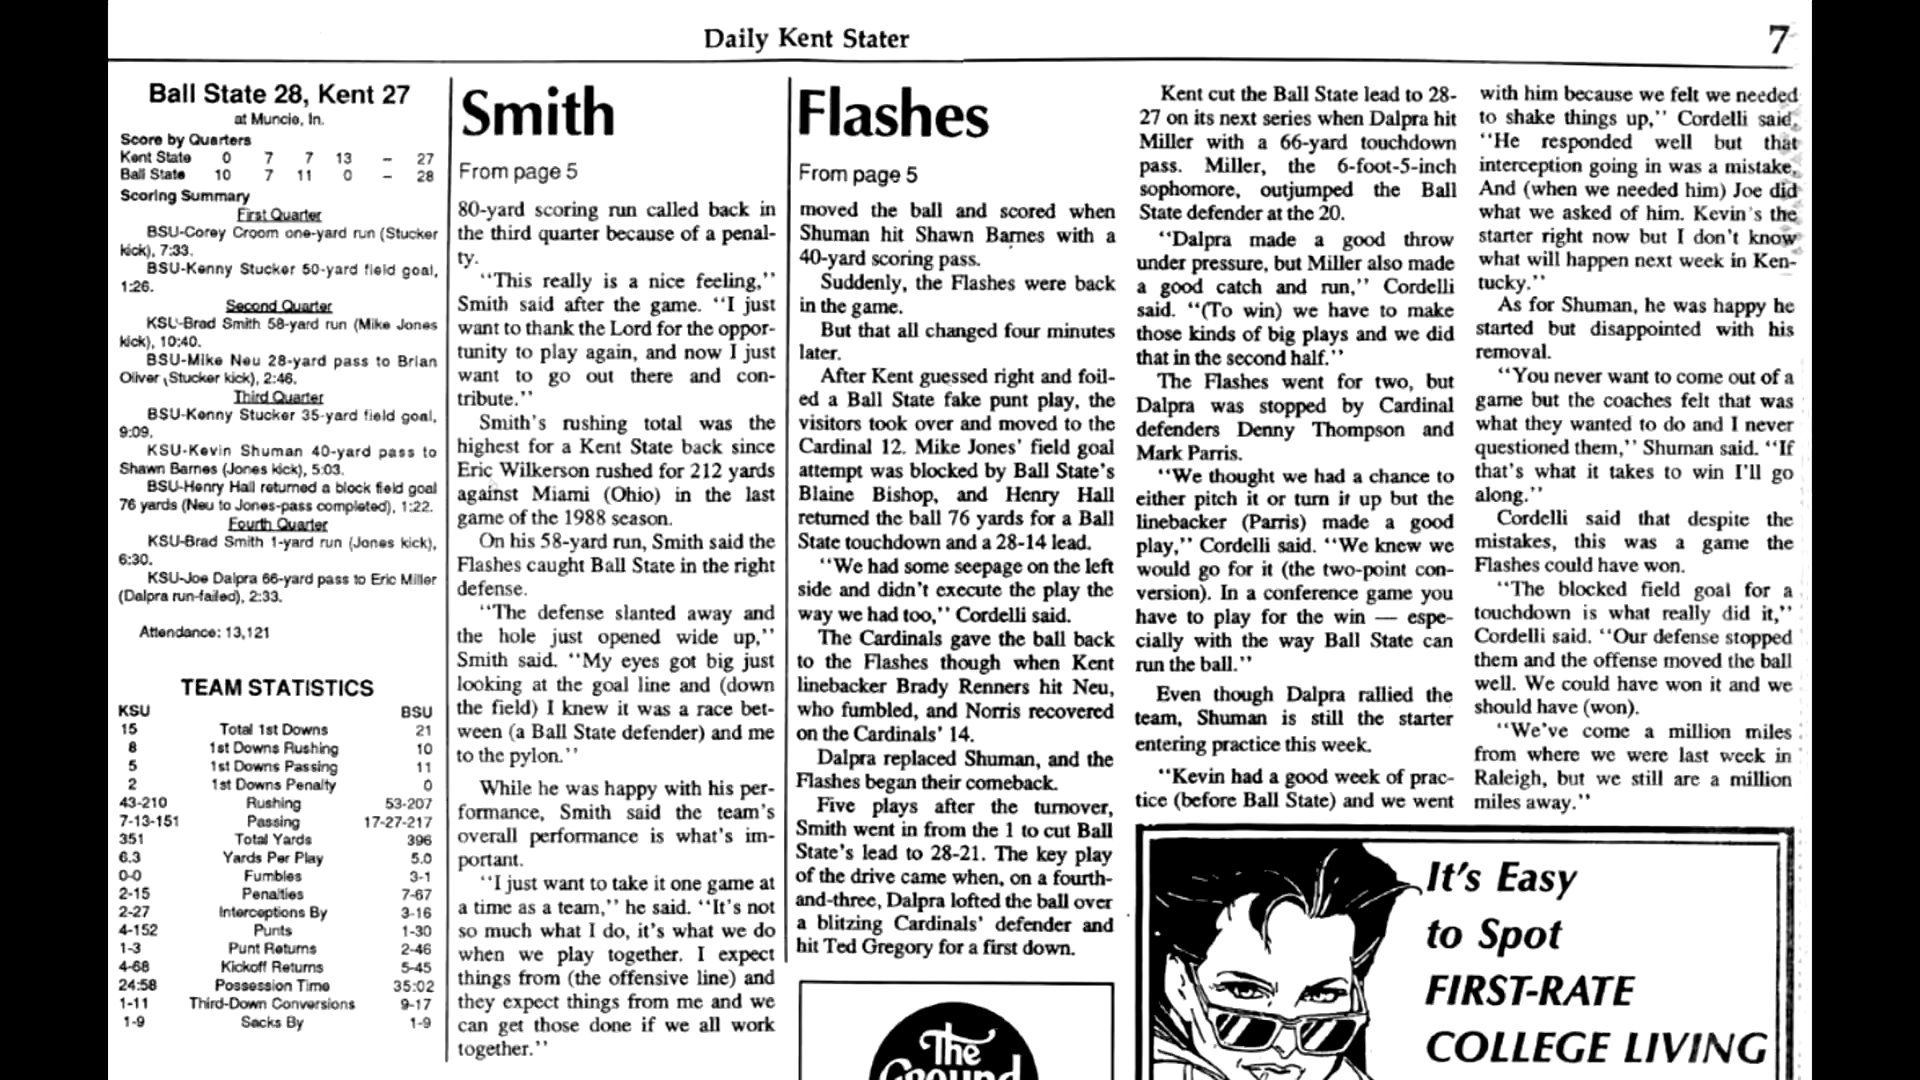 Daily Kent Stater
7
Ball State 28, Kent 27
at Muncie, In.
Score by Quarters
Kent State 0 7 7 13 – 27
Ball State 10 7 11 0 – 28
Scoring Summary
First Quarter
BSU-Corey Croom one-yard run (Stucker
kick), 7:33.
BSU-Kenny Stucker 50-yard field goal,
1:26.
Second Quarter
KSU-Brad Smith 58-yard run (Mike Jones
kick), 10:40.
BSU-Mike Neu 28-yard pass to Brian
Oliver (Stucker kick), 2:46.
Third Quarter
BSU-Kenny Stucker 35-yard field goal,
9:09.
KSU-Kevin Shuman 40-yard pass to
Shawn Barnes (Jones kick), 5:03.
BSU-Henry Hall returned a block field goal
76 yards (Neu to Jones-pass completed), 1:22.
Fourth Quarter
KSU-Brad Smith 1-yard run (Jones kick),
6:30.
KSU-Joe Dalpra 66-yard pass to Eric Miller
(Dalpra run-failed), 2:33.
Attendance: 13,121
TEAM STATISTICS
KSU BSU
15 Total 1st Downs 21
8 1st Downs Rushing 10
5 1st Downs Passing 11
2 1st Downs Penalty 0
43-210 Rushing 53-207
7-13-151 Passing 17-27-217
351 Total Yards 396
6.3 Yards Per Play 5.0
0-0 Fumbles 3-1
2-15 Penalties 7-67
2-27 Interceptions By 3-16
4-152 Punts 1-30
1-3 Punt Returns 2-46
4-68 Kickoff Returns 5-45
24:58 Possession Time 35:02
1-11 Third-Down Conversions 9-17
1-9 Sacks By 1-9
Smith
From page 5
80-yard scoring run called back in
the third quarter because of a penal-
ty.
"This really is a nice feeling,"
Smith said after the game. "I just
want to thank the Lord for the oppor-
tunity to play again, and now I just
want to go out there and con-
tribute."
Smith's rushing total was the
highest for a Kent State back since
Eric Wilkerson rushed for 212 yards
against Miami (Ohio) in the last
game of the 1988 season.
On his 58-yard run, Smith said the
Flashes caught Ball State in the right
defense.
"The defense slanted away and
the hole just opened wide up,"
Smith said. "My eyes got big just
looking at the goal line and (down
the field) I knew it was a race bet-
ween (a Ball State defender) and me
to the pylon."
While he was happy with his per-
formance, Smith said the team's
overall performance is what's im-
portant.
"I just want to take it one game at
a time as a team," he said. "It's not
so much what I do, it's what we do
when we play together. I expect
things from (the offensive line) and
they expect things from me and we
can get those done if we all work
together."
Flashes
From page 5
moved the ball and scored when
Shuman hit Shawn Barnes with a
40-yard scoring pass.
Suddenly, the Flashes were back
in the game.
But that all changed four minutes
later.
After Kent guessed right and foil-
ed a Ball State fake punt play, the
visitors took over and moved to the
Cardinal 12. Mike Jones' field goal
attempt was blocked by Ball State's
Blaine Bishop, and Henry Hall
returned the ball 76 yards for a Ball
State touchdown and a 28-14 lead.
"We had some seepage on the left
side and didn't execute the play the
way we had too," Cordelli said.
The Cardinals gave the ball back
to the Flashes though when Kent
linebacker Brady Renners hit Neu,
who fumbled, and Norris recovered
on the Cardinals' 14.
Dalpra replaced Shuman, and the
Flashes began their comeback.
Five plays after the turnover,
Smith went in from the 1 to cut Ball
State's lead to 28-21. The key play
of the drive came when, on a fourth-
and-three, Dalpra lofted the ball over
a blitzing Cardinals' defender and
hit Ted Gregory for a first down.
Kent cut the Ball State lead to 28-
27 on its next series when Dalpra hit
Miller with a 66-yard touchdown
pass. Miller, the 6-foot-5-inch
sophomore, outjumped the Ball
State defender at the 20.
"Dalpra made a good throw
under pressure, but Miller also made
a good catch and run," Cordelli
said. "(To win) we have to make
those kinds of big plays and we did
that in the second half."
The Flashes went for two, but
Dalpra was stopped by Cardinal
defenders Denny Thompson and
Mark Parris.
"We thought we had a chance to
either pitch it or turn it up but the
linebacker (Parris) made a good
play," Cordelli said. "We knew we
would go for it (the two-point con-
version). In a conference game you
have to play for the win — espe-
cially with the way Ball State can
run the ball."
Even though Dalpra rallied the
team, Shuman is still the starter
entering practice this week.
"Kevin had a good week of prac-
tice (before Ball State) and we went
with him because we felt we needed
to shake things up," Cordelli said,
"He responded well but that
interception going in was a mistake.
And (when we needed him) Joe did
what we asked of him. Kevin's the
starter right now but I don't know
what will happen next week in Ken-
tucky."
As for Shuman, he was happy he
started but disappointed with his
removal.
"You never want to come out of a
game but the coaches felt that was
what they wanted to do and I never
questioned them," Shuman said. "If
that's what it takes to win I'll go
along."
Cordelli said that despite the
mistakes, this was a game the
Flashes could have won.
"The blocked field goal for a
touchdown is what really did it,"
Cordelli said. "Our defense stopped
them and the offense moved the ball
well. We could have won it and we
should have (won).
"We've come a million miles
from where we were last week in
Raleigh, but we still are a million
miles away."
The
Ground
It's Easy
to Spot
FIRST-RATE
COLLEGE LIVING